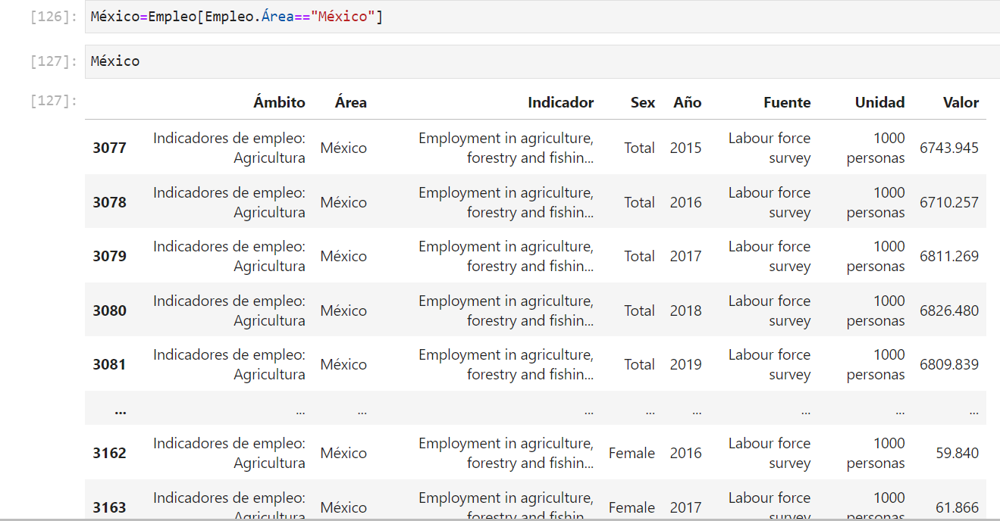 [126]: México=Empleo[Empleo.Área=="México"]
[127]: México
[127]:
Ámbito Área Indicador Sex Año Fuente Unidad Valor
3077 Indicadores de empleo: Agricultura México Employment in agriculture, forestry and fishin... Total 2015 Labour force survey 1000 personas 6743.945
3078 Indicadores de empleo: Agricultura México Employment in agriculture, forestry and fishin... Total 2016 Labour force survey 1000 personas 6710.257
3079 Indicadores de empleo: Agricultura México Employment in agriculture, forestry and fishin... Total 2017 Labour force survey 1000 personas 6811.269
3080 Indicadores de empleo: Agricultura México Employment in agriculture, forestry and fishin... Total 2018 Labour force survey 1000 personas 6826.480
3081 Indicadores de empleo: Agricultura México Employment in agriculture, forestry and fishin... Total 2019 Labour force survey 1000 personas 6809.839
... ... ... ... ... ... ... ... ...
3162 Indicadores de empleo: Agricultura México Employment in agriculture, forestry and fishin... Female 2016 Labour force survey 1000 personas 59.840
3163 Indicadores de empleo: Agricultura México Employment in agriculture, forestry and fishin... Female 2017 Labour force survey 1000 personas 61.866